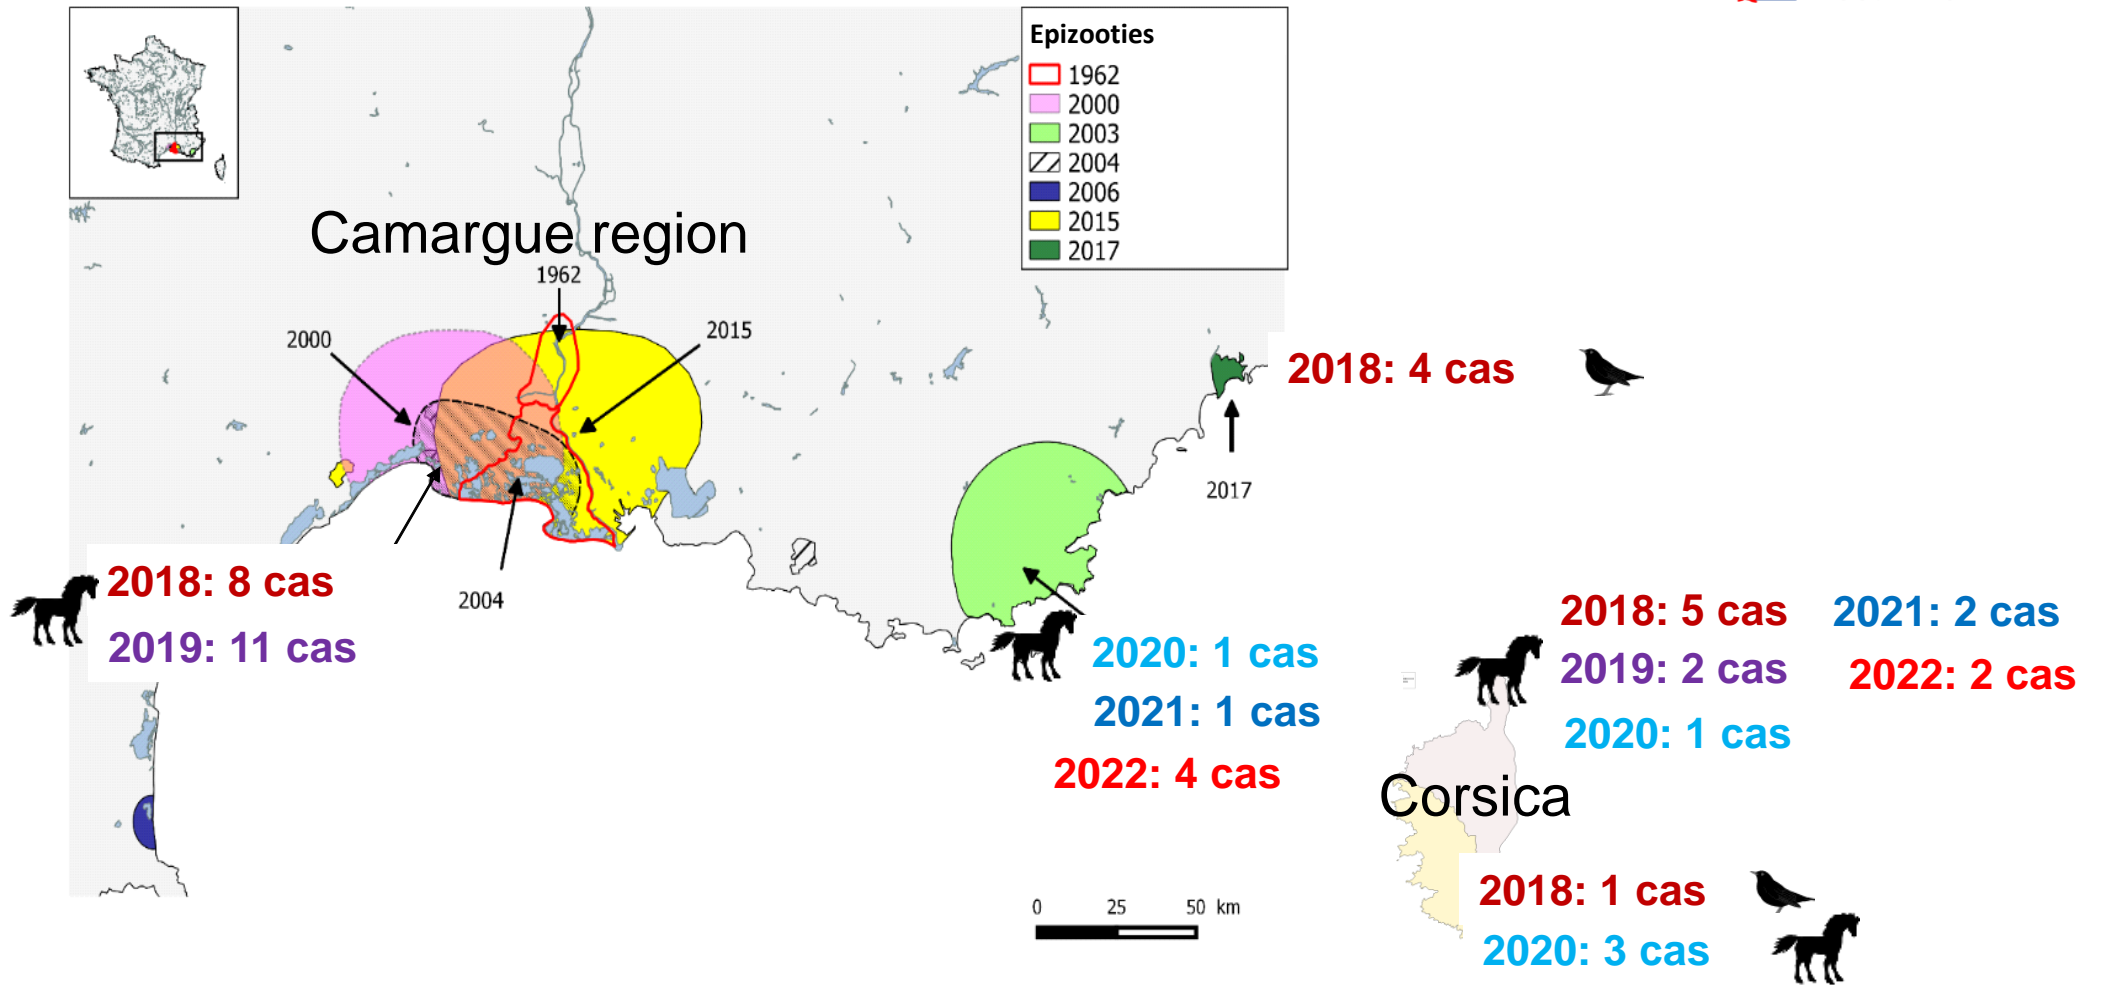 Epizooties
1962
2000
2003
2004
2006
2015
2017
Camargue region
1962
2000
2015
2018: 4 cas
2017
2004
2018: 8 cas
2019: 11 cas
2020: 1 cas
2021: 1 cas
2022: 4 cas
2018: 5 cas
2021: 2 cas
2019: 2 cas
2022: 2 cas
2020: 1 cas
Corsica
2018: 1 cas
2020: 3 cas
0 25 50 km